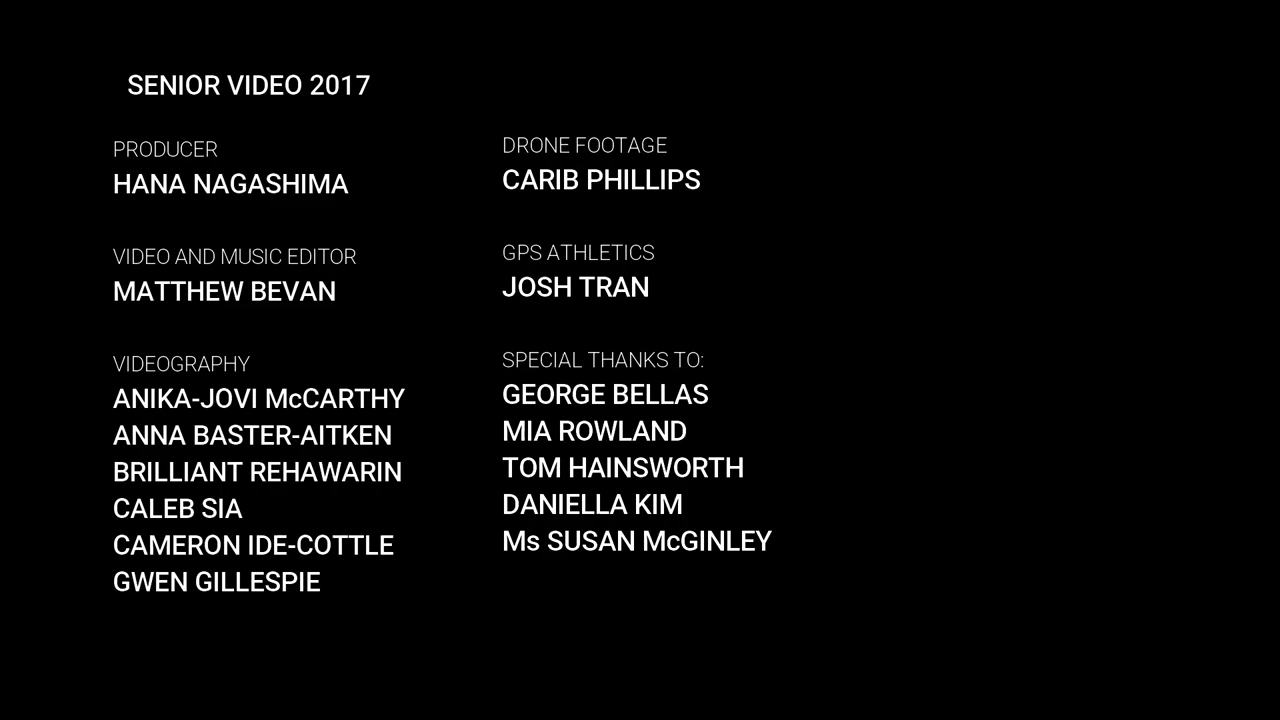 SENIOR VIDEO 2017
PRODUCER
HANA NAGASHIMA
VIDEO AND MUSIC EDITOR
MATTHEW BEVAN
VIDEOGRAPHY
ANIKA-JOVI McCARTHY
ANNA BASTER-AITKEN
BRILLIANT REHAWARIN
CALEB SIA
CAMERON IDE-COTTLE
GWEN GILLESPIE
DRONE FOOTAGE
CARIB PHILLIPS
GPS ATHLETICS
JOSH TRAN
SPECIAL THANKS TO:
GEORGE BELLAS
MIA ROWLAND
TOM HAINSWORTH
DANIELLA KIM
Ms SUSAN McGINLEY